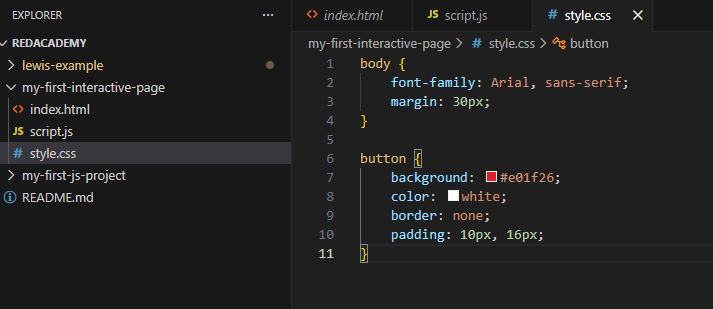 EXPLORER
REDACADEMY
lewis-example
my-first-interactive-page
index.html
JS script.js
# style.css
my-first-js-project
README.md
index.html
JS script.js
# style.css
my-first-interactive-page > # style.css > button
1 body {
2 font-family: Arial, sans-serif;
3 margin: 30px;
4 }
5
6 button {
7 background: #e01f26;
8 color: white;
9 border: none;
10 padding: 10px, 16px;
11 }